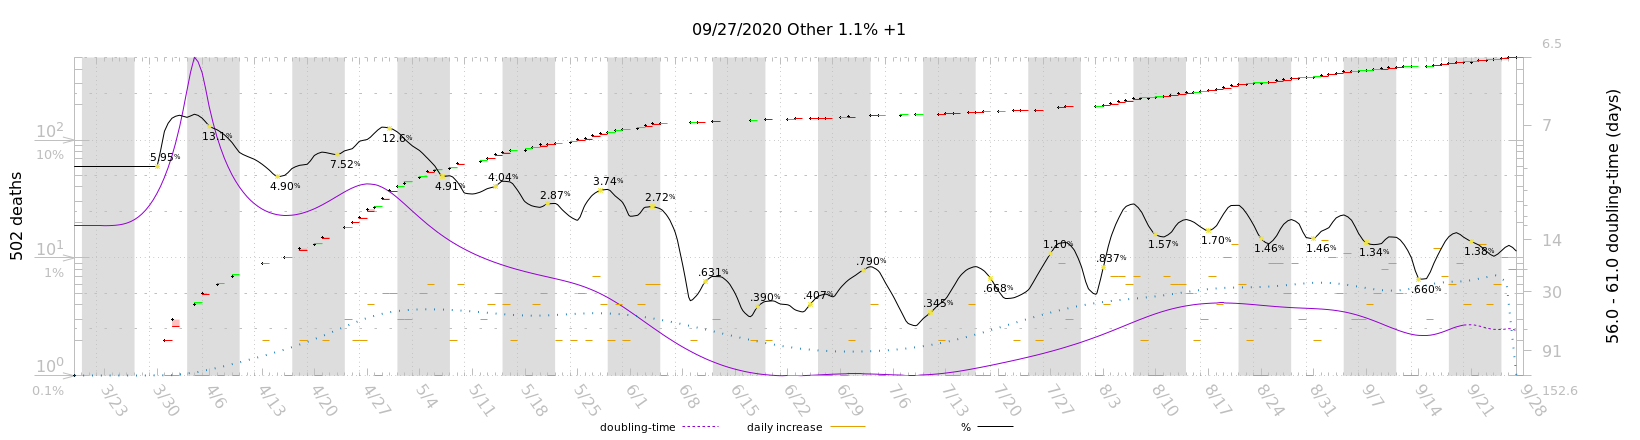 09/27/2020 Other 1.1% +1
6.5
10² 10% 10¹ 1% 10⁰ 0.1%
502 deaths
5.95% 13.1% 4.90% 7.52% 12.6% 4.91% 4.04% 2.87% 3.74% 2.72% .631% .390% .407% .790% .345% .668% 1.10% .837% 1.57% 1.70% 1.46% 1.46% 1.34% .660% 1.38%
7
14
30
91
152.6
56.0 - 61.0 doubling-time (days)
3/23 3/30 4/6 4/13 4/20 4/27 5/4 5/11 5/18 5/25 6/1 6/8 6/15 6/22 6/29 7/6 7/13 7/20 7/27 8/3 8/10 8/17 8/24 8/31 9/7 9/14 9/21 9/28
doubling-time daily increase %